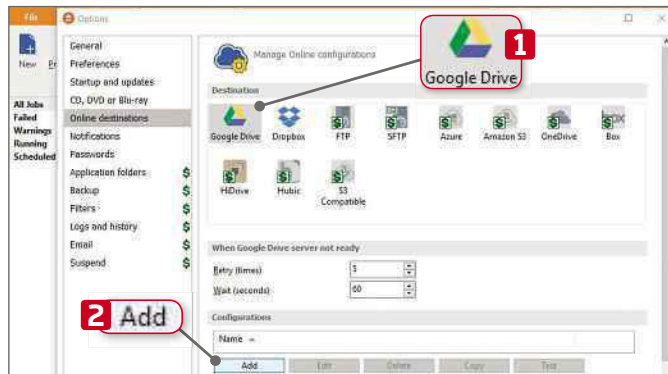 File
Options
New
All Jobs
Failed
Warnings
Running
Scheduled
General
Preferences
Startup and updates
CD, DVD or Blu-ray
Online destinations
Notifications
Passwords
Application folders $
Backup $
Filters $
Logs and history $
Email $
Suspend $
Manage Online configurations
1
Google Drive
Destination
Google Drive Dropbox FTP SFTP Azure Amazon S3 OneDrive Box
HiDrive Hubic S3 Compatible
When Google Drive server not ready
Retry (times) 5
Wait (seconds) 60
2 Add
Configurations
Name
Add Edit Delete Copy Test